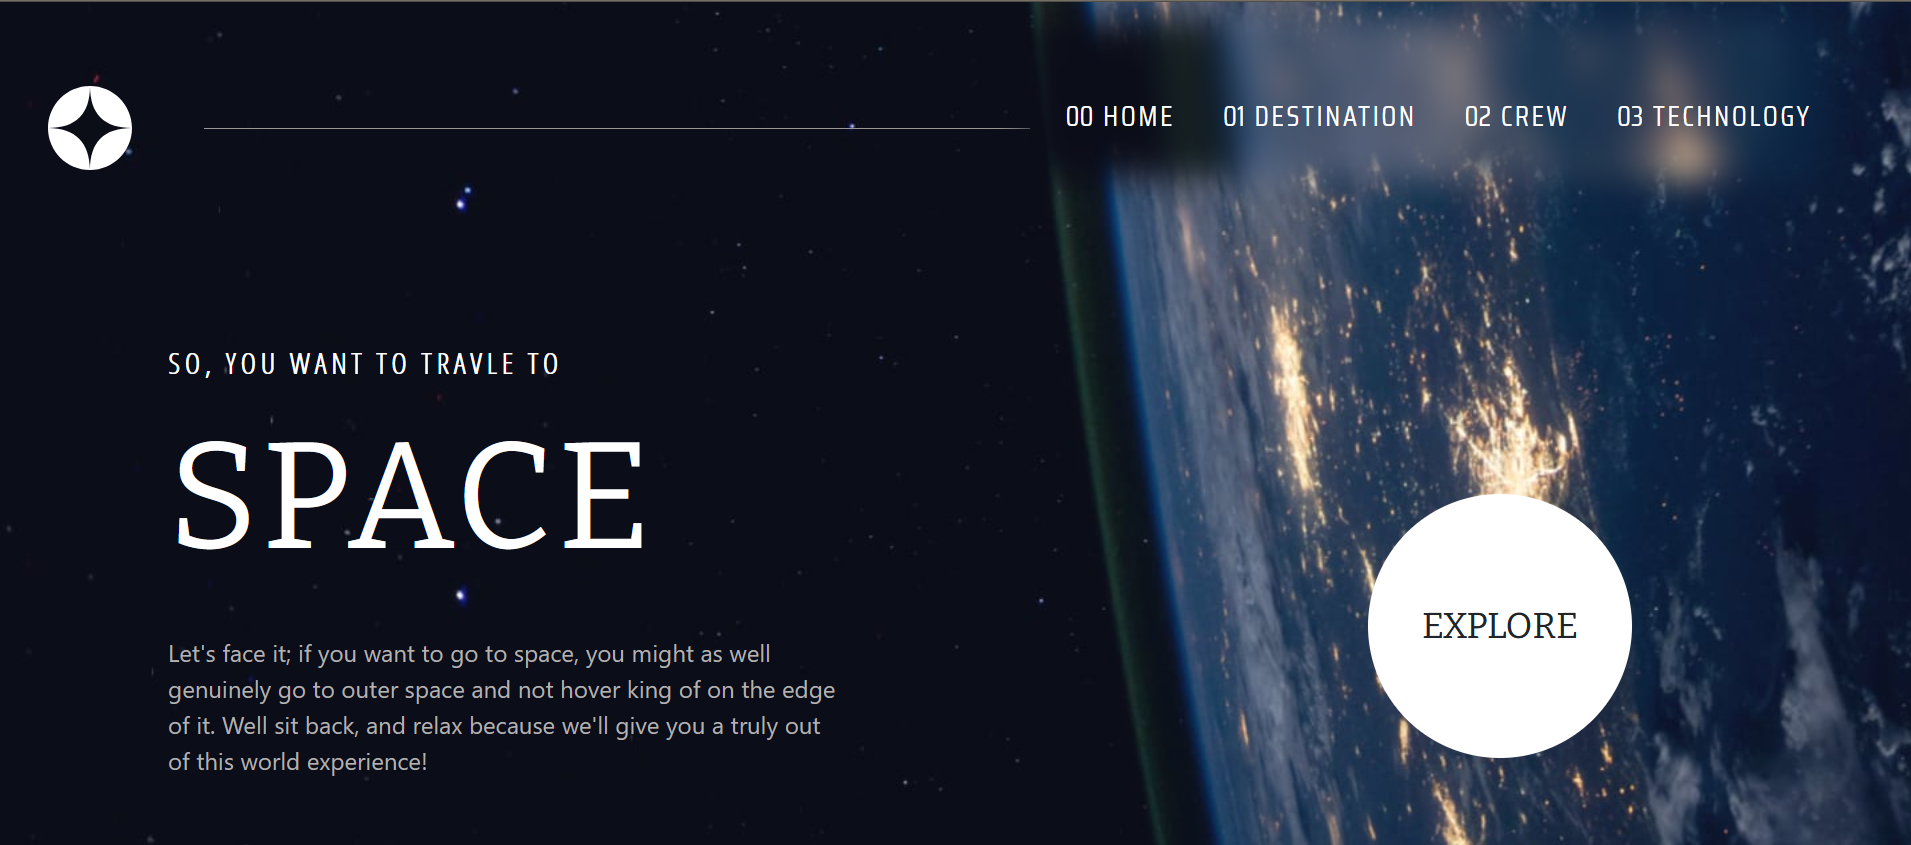 00 HOME 01 DESTINATION 02 CREW 03 TECHNOLOGY
SO, YOU WANT TO TRAVLE TO
SPACE
Let's face it; if you want to go to space, you might as well
genuinely go to outer space and not hover king of on the edge
of it. Well sit back, and relax because we'll give you a truly out
of this world experience!
EXPLORE